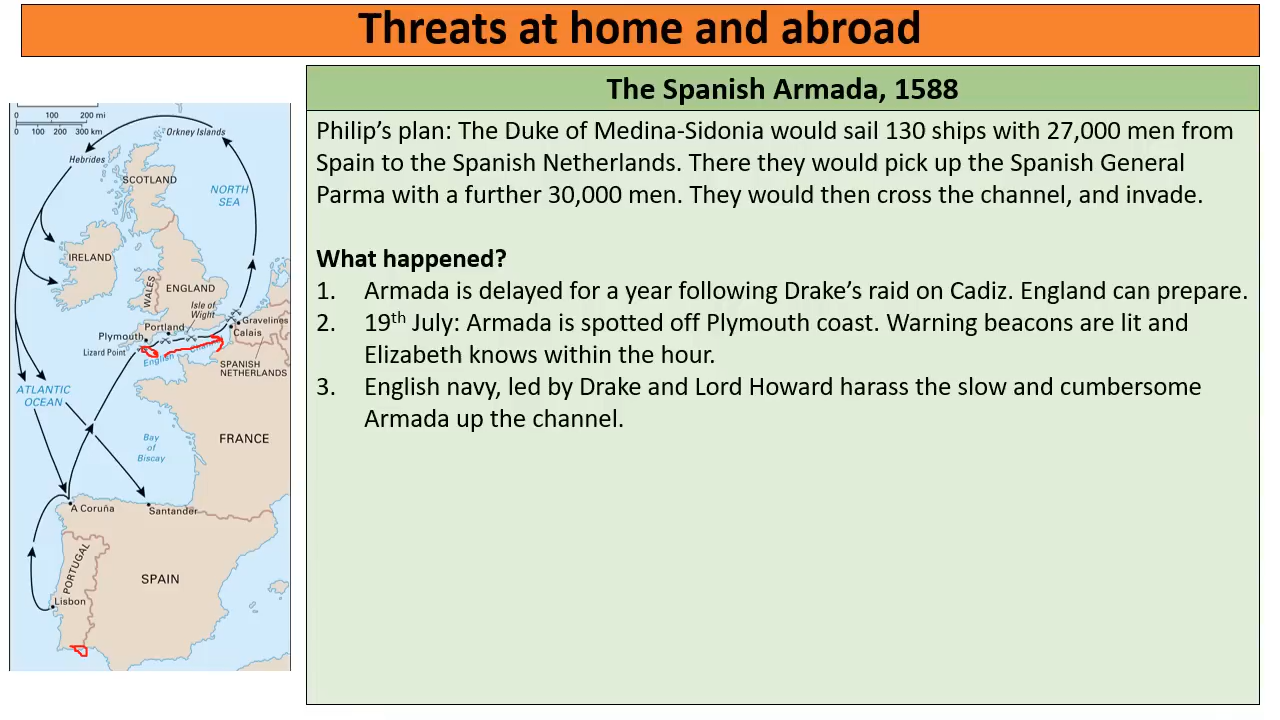 Threats at home and abroad
The Spanish Armada, 1588
Philip’s plan: The Duke of Medina-Sidonia would sail 130 ships with 27,000 men from
Spain to the Spanish Netherlands. There they would pick up the Spanish General
Parma with a further 30,000 men. They would then cross the channel, and invade.
What happened?
1. Armada is delayed for a year following Drake’s raid on Cadiz. England can prepare.
2. 19th July: Armada is spotted off Plymouth coast. Warning beacons are lit and
Elizabeth knows within the hour.
3. English navy, led by Drake and Lord Howard harass the slow and cumbersome
Armada up the channel.
0 100 200 mi
0 100 200 300 km
Orkney Islands
Hebrides
SCOTLAND
NORTH
SEA
IRELAND
WALES
ENGLAND
Isle of
Wight
Portland
Plymouth
Lizard Point
Gravelines
Calais
English Channel
SPANISH
NETHERLANDS
ATLANTIC
OCEAN
Bay
of
Biscay
FRANCE
A Coruña
Santander
PORTUGAL
SPAIN
Lisbon